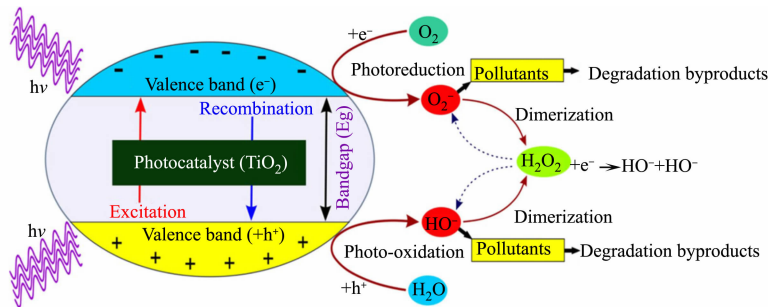 +e⁻
O₂
hν
Valence band (e⁻)
Photoreduction
Pollutants
Degradation byproducts
Recombination
O₂⁻
Dimerization
Bandgap (Eg)
Photocatalyst (TiO₂)
H₂O₂ +e⁻ → HO⁻+HO⁻
Excitation
hν
Valence band (+h⁺)
HO⁻
Dimerization
Photo-oxidation
Pollutants
Degradation byproducts
+h⁺
H₂O